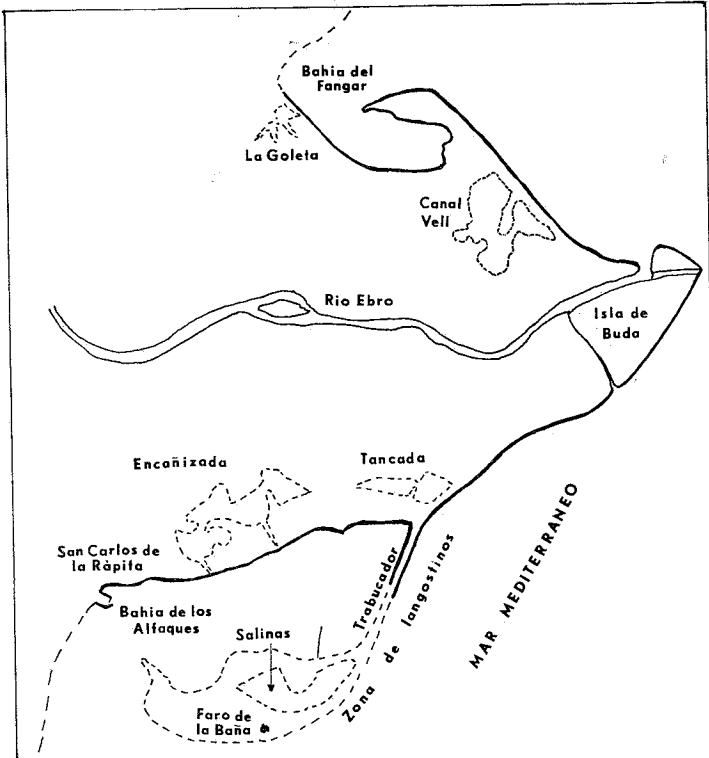 Bahia del
Fangar
La Goleta
Canal
Vell
Rio Ebro
Isla de
Buda
Encañizada
Tancada
San Carlos de
la Ràpita
Bahia de los
Alfaques
Salinas
Faro de
la Baña
Trabucador
Zona de langostinos
MAR MEDITERRANEO